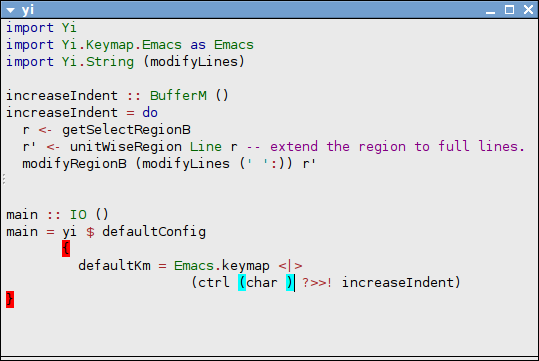 yi
import Yi
import Yi.Keymap.Emacs as Emacs
import Yi.String (modifyLines)

increaseIndent :: BufferM ()
increaseIndent = do
  r <- getSelectRegionB
  r' <- unitWiseRegion Line r -- extend the region to full lines.
  modifyRegionB (modifyLines (' ':)) r'

main :: IO ()
main = yi $ defaultConfig
       {
         defaultKm = Emacs.keymap <|>
                       (ctrl (char ) ?>>! increaseIndent)
}